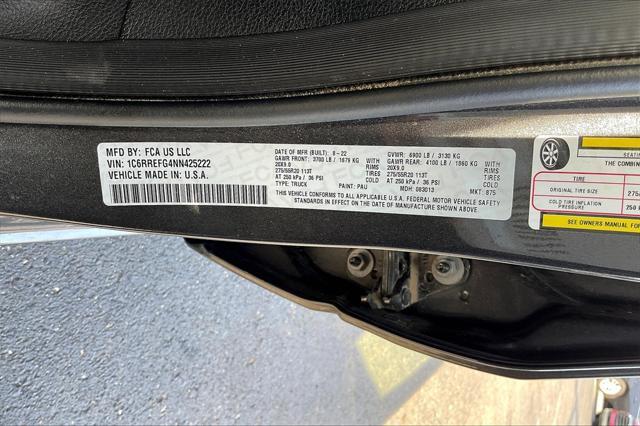 MFD BY: FCA US LLC
VIN: 1C6RREFG4NN425222
VEHICLE MADE IN: U.S.A.
DATE OF MFR (BUILT): 8-22
GAWR FRONT: 3700 LB / 1679 KG
20X9.0 RIMS
275/55R20 113T TIRES
AT 250 kPa / 36 PSI COLD
TYPE: TRUCK PAINT: PAU
GVWR: 6900 LB / 3130 KG
GAWR REAR: 4100 LB / 1860 KG
20X9.0 RIMS
275/55R20 113T TIRES
AT 250 kPa / 36 PSI COLD
MDH: 083013 MKT: 875
THIS VEHICLE CONFORMS TO ALL APPLICABLE U.S.A. FEDERAL MOTOR VEHICLE SAFETY
STANDARDS IN EFFECT ON THE DATE OF MANUFACTURE SHOWN ABOVE.
THE COMBIN
TIRE
ORIGINAL TIRE SIZE 275/
COLD TIRE INFLATION 250
PRESSURE
SEE OWNERS MANUAL FOR